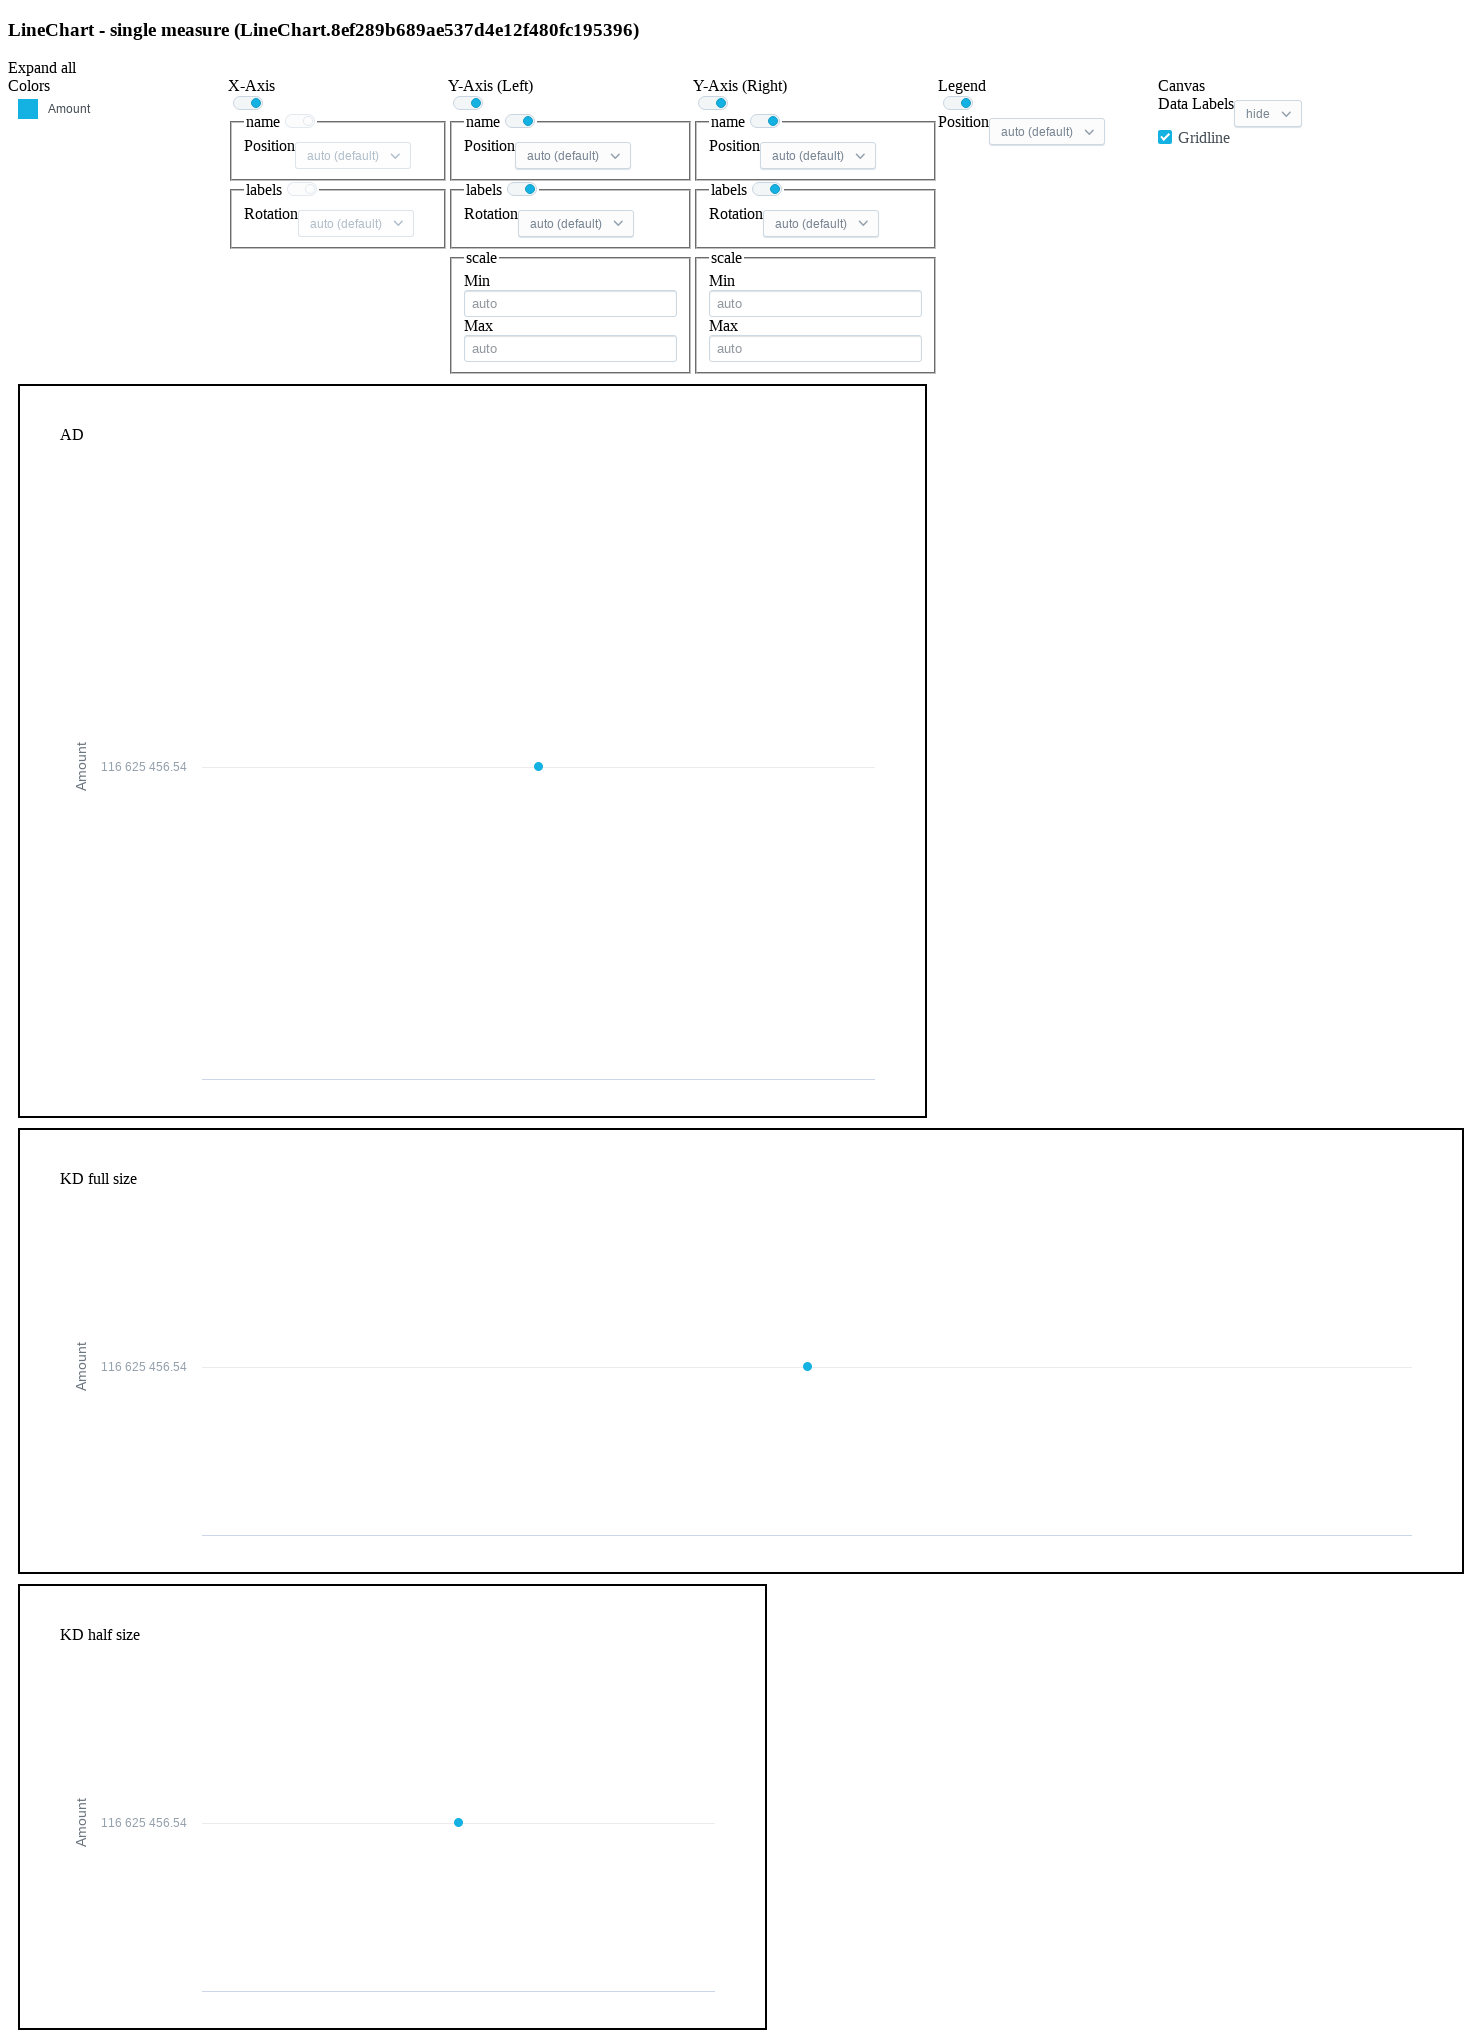 LineChart - single measure (LineChart.8ef289b689ae537d4e12f480fc195396)
Expand all
Colors
Amount
X-Axis
name
Position auto (default)
labels
Rotation auto (default)
Y-Axis (Left)
name
Position auto (default)
labels
Rotation auto (default)
scale
Min
auto
Max
auto
Y-Axis (Right)
name
Position auto (default)
labels
Rotation auto (default)
scale
Min
auto
Max
auto
Legend
Position auto (default)
Canvas
Data Labels hide
Gridline
AD
Amount
116 625 456.54
KD full size
Amount
116 625 456.54
KD half size
Amount
116 625 456.54